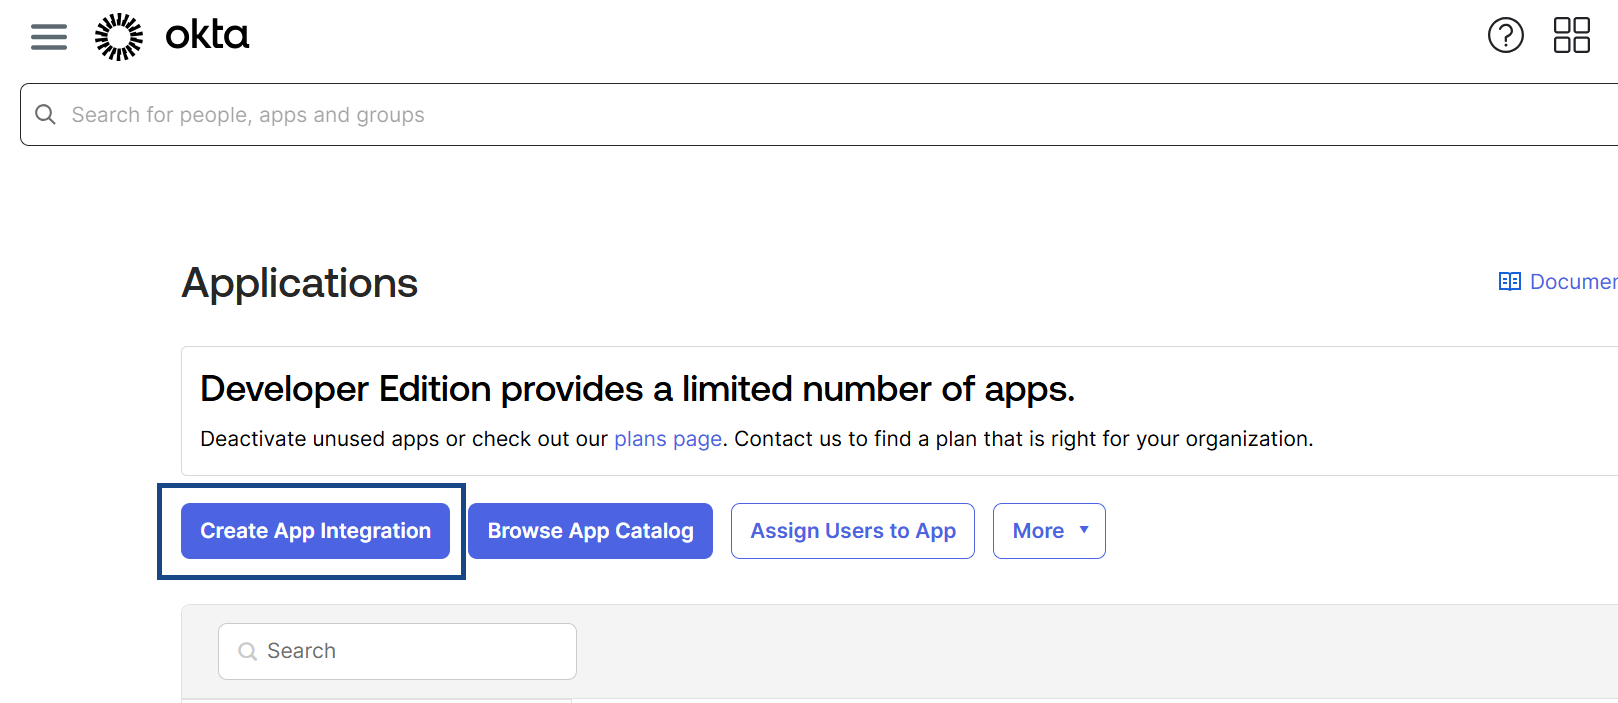 okta
Search for people, apps and groups
Applications
Documen
Developer Edition provides a limited number of apps.
Deactivate unused apps or check out our plans page. Contact us to find a plan that is right for your organization.
Create App Integration
Browse App Catalog
Assign Users to App
More
Search